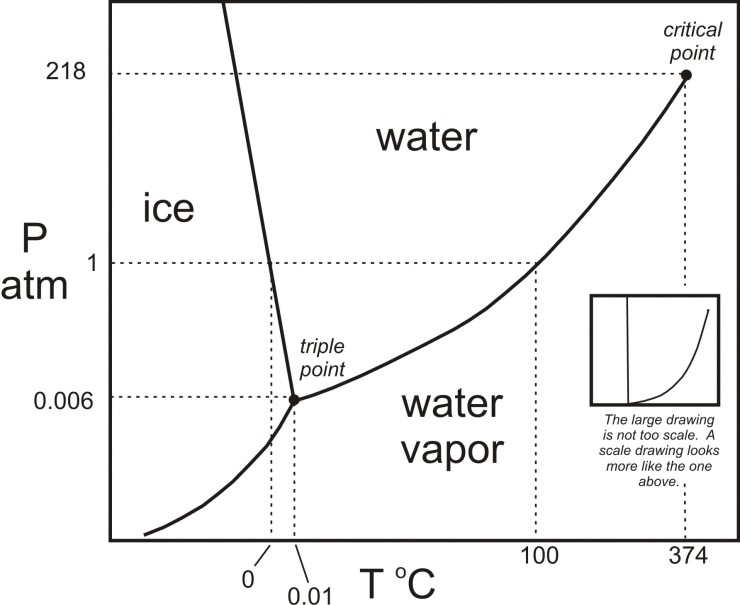 critical
point
218
water
ice
P
atm
1
triple
point
0.006
water
vapor
The large drawing
is not too scale. A
scale drawing looks
more like the one
above.
0
0.01
T °C
100
374